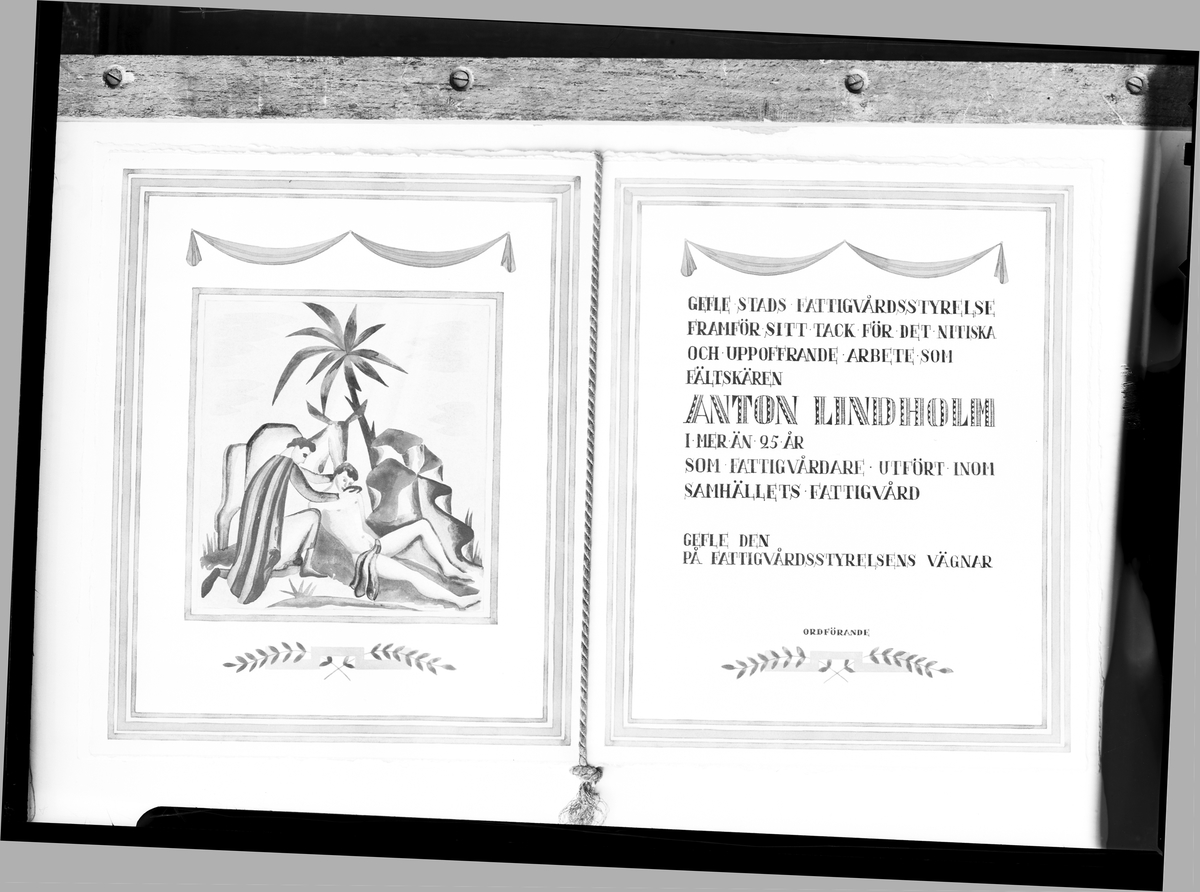 GEFLE·STADS·FATTIGVÅRDSSTYRELSE
FRAMFÖR·SITT·TACK·FÖR·DET·NITISKA
OCH·UPPOFFRANDE·ARBETE·SOM
FÄLTSKÄREN
ANTON LINDHOLM
I·MER·ÄN·25·ÅR
SOM·FATTIGVÅRDARE·UTFÖRT·INOM
SAMHÄLLETS·FATTIGVÅRD
GEFLE DEN
PÅ FATTIGVÅRDSSTYRELSENS VÄGNAR
ORDFÖRANDE